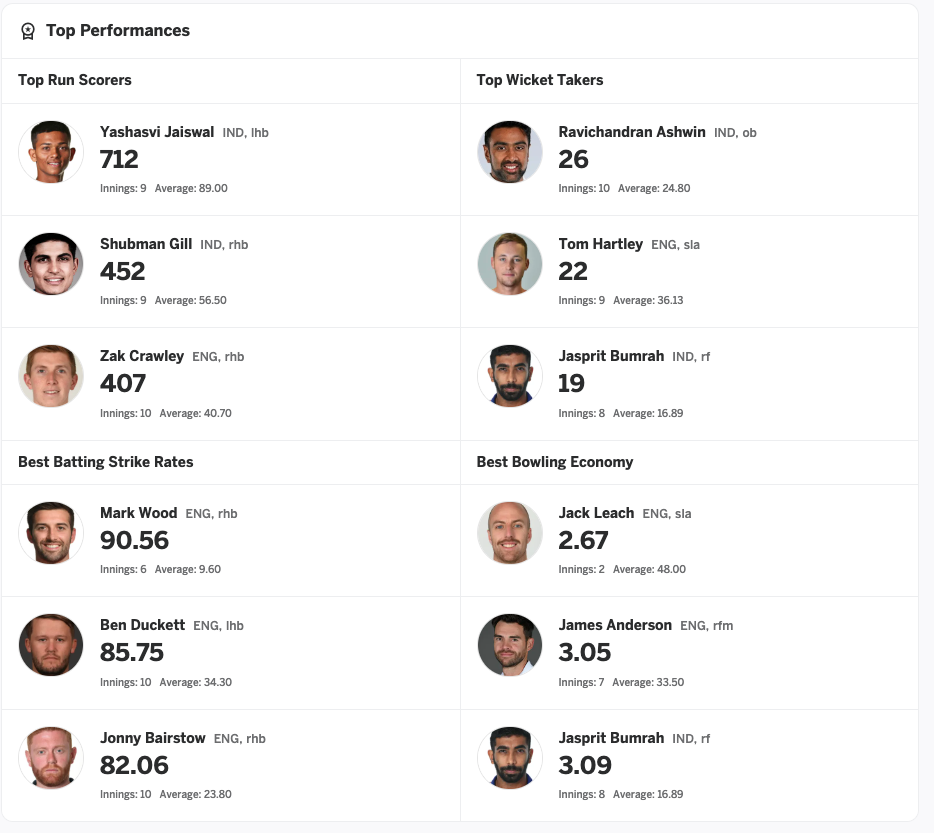 Top Performances
Top Run Scorers
Yashasvi Jaiswal IND, lhb
712
Innings: 9 Average: 89.00
Shubman Gill IND, rhb
452
Innings: 9 Average: 56.50
Zak Crawley ENG, rhb
407
Innings: 10 Average: 40.70
Top Wicket Takers
Ravichandran Ashwin IND, ob
26
Innings: 10 Average: 24.80
Tom Hartley ENG, sla
22
Innings: 9 Average: 36.13
Jasprit Bumrah IND, rf
19
Innings: 8 Average: 16.89
Best Batting Strike Rates
Mark Wood ENG, rhb
90.56
Innings: 6 Average: 9.60
Ben Duckett ENG, lhb
85.75
Innings: 10 Average: 34.30
Jonny Bairstow ENG, rhb
82.06
Innings: 10 Average: 23.80
Best Bowling Economy
Jack Leach ENG, sla
2.67
Innings: 2 Average: 48.00
James Anderson ENG, rfm
3.05
Innings: 7 Average: 33.50
Jasprit Bumrah IND, rf
3.09
Innings: 8 Average: 16.89